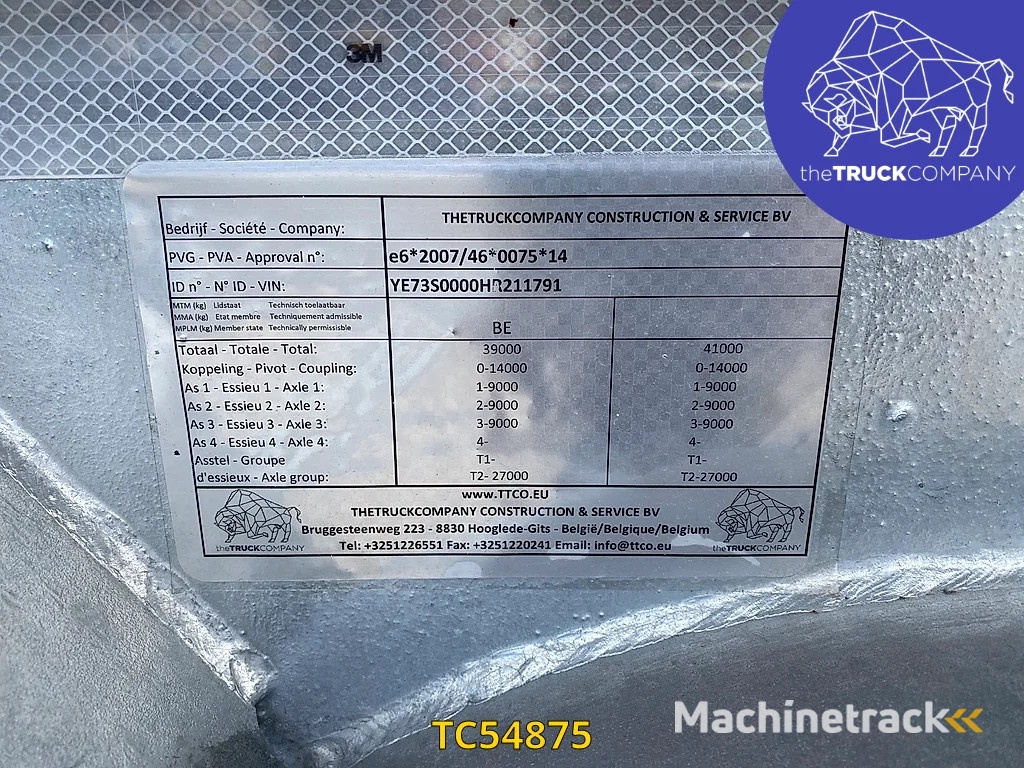 3M
theTRUCKCOMPANY
Bedrijf - Société - Company: THETRUCKCOMPANY CONSTRUCTION & SERVICE BV
PVG - PVA - Approval n°: e6*2007/46*0075*14
ID n° - N° ID - VIN: YE73S0000HR211791
MTM (kg) Lidstaat Technisch toelaatbaar
MMA (kg) Etat membre Techniquement admissible
MPLM (kg) Member state Technically permissisble BE
Totaal - Totale - Total: 39000 41000
Koppeling - Pivot - Coupling: 0-14000 0-14000
As 1 - Essieu 1 - Axle 1: 1-9000 1-9000
As 2 - Essieu 2 - Axle 2: 2-9000 2-9000
As 3 - Essieu 3 - Axle 3: 3-9000 3-9000
As 4 - Essieu 4 - Axle 4: 4- 4-
Asstel - Groupe T1- T1-
d'essieux - Axle group: T2- 27000 T2-27000
www.TTCO.EU
THETRUCKCOMPANY CONSTRUCTION & SERVICE BV
Bruggesteenweg 223 - 8830 Hooglede-Gits - België/Belgique/Belgium
Tel: +3251226551 Fax: +3251220241 Email: info@ttco.eu
theTRUCKCOMPANY
theTRUCKCOMPANY
TC54875
Machinetrack